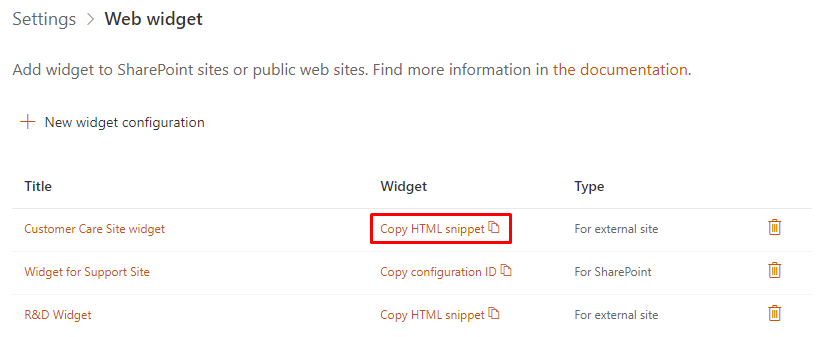 Settings > Web widget
Add widget to SharePoint sites or public web sites. Find more information in the documentation.
New widget configuration
Title Widget Type
Customer Care Site widget Copy HTML snippet For external site
Widget for Support Site Copy configuration ID For SharePoint
R&D Widget Copy HTML snippet For external site